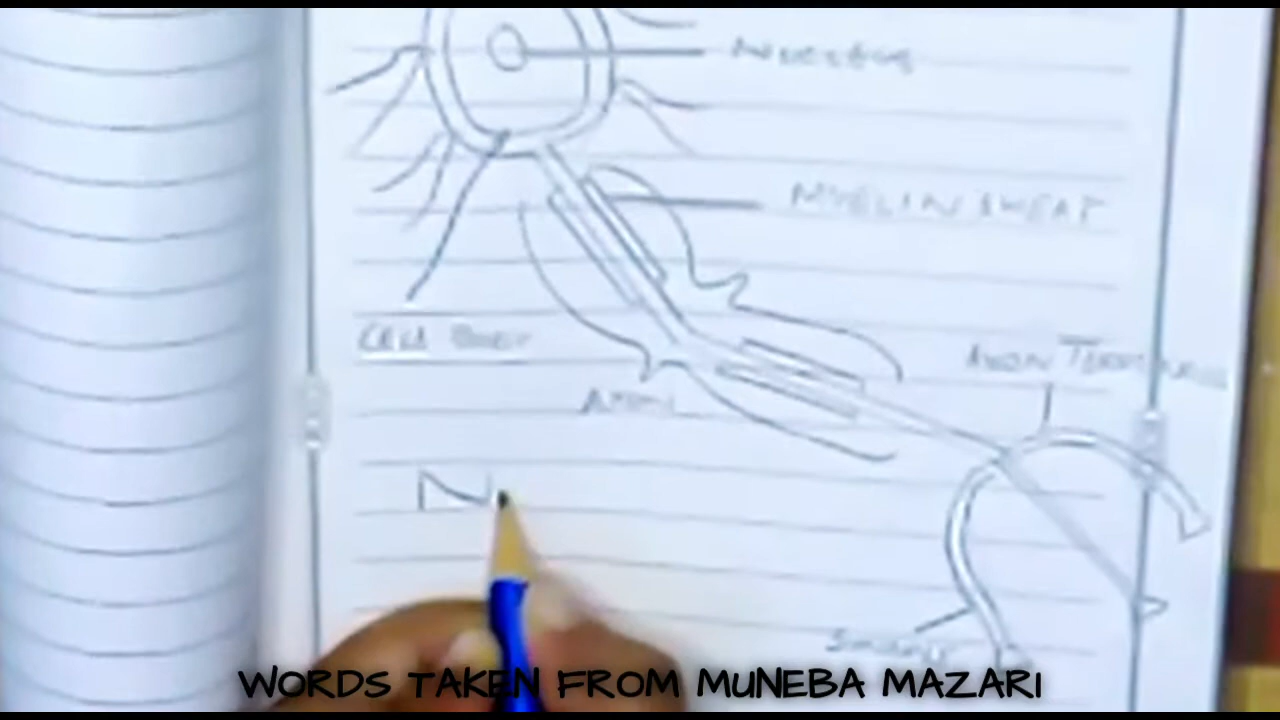 Nucleus
MYELIN SHEAT
CELL BODY
AXON TERMINALS
AXON
N
WORDS TAKEN FROM MUNEBA MAZARI